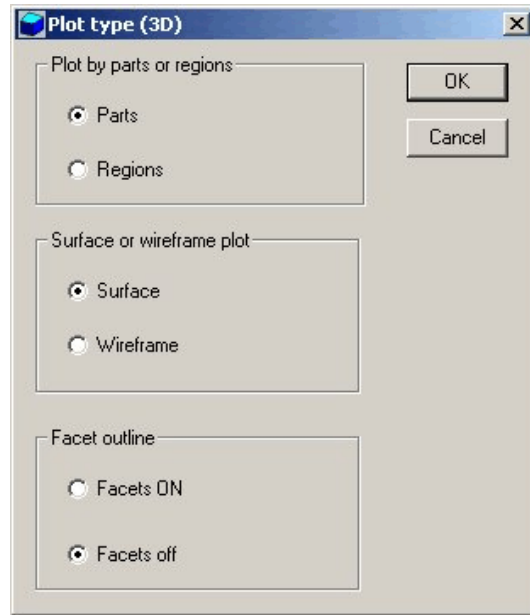 Plot type (3D)
Plot by parts or regions
Parts
Regions
OK
Cancel
Surface or wireframe plot
Surface
Wireframe
Facet outline
Facets ON
Facets off